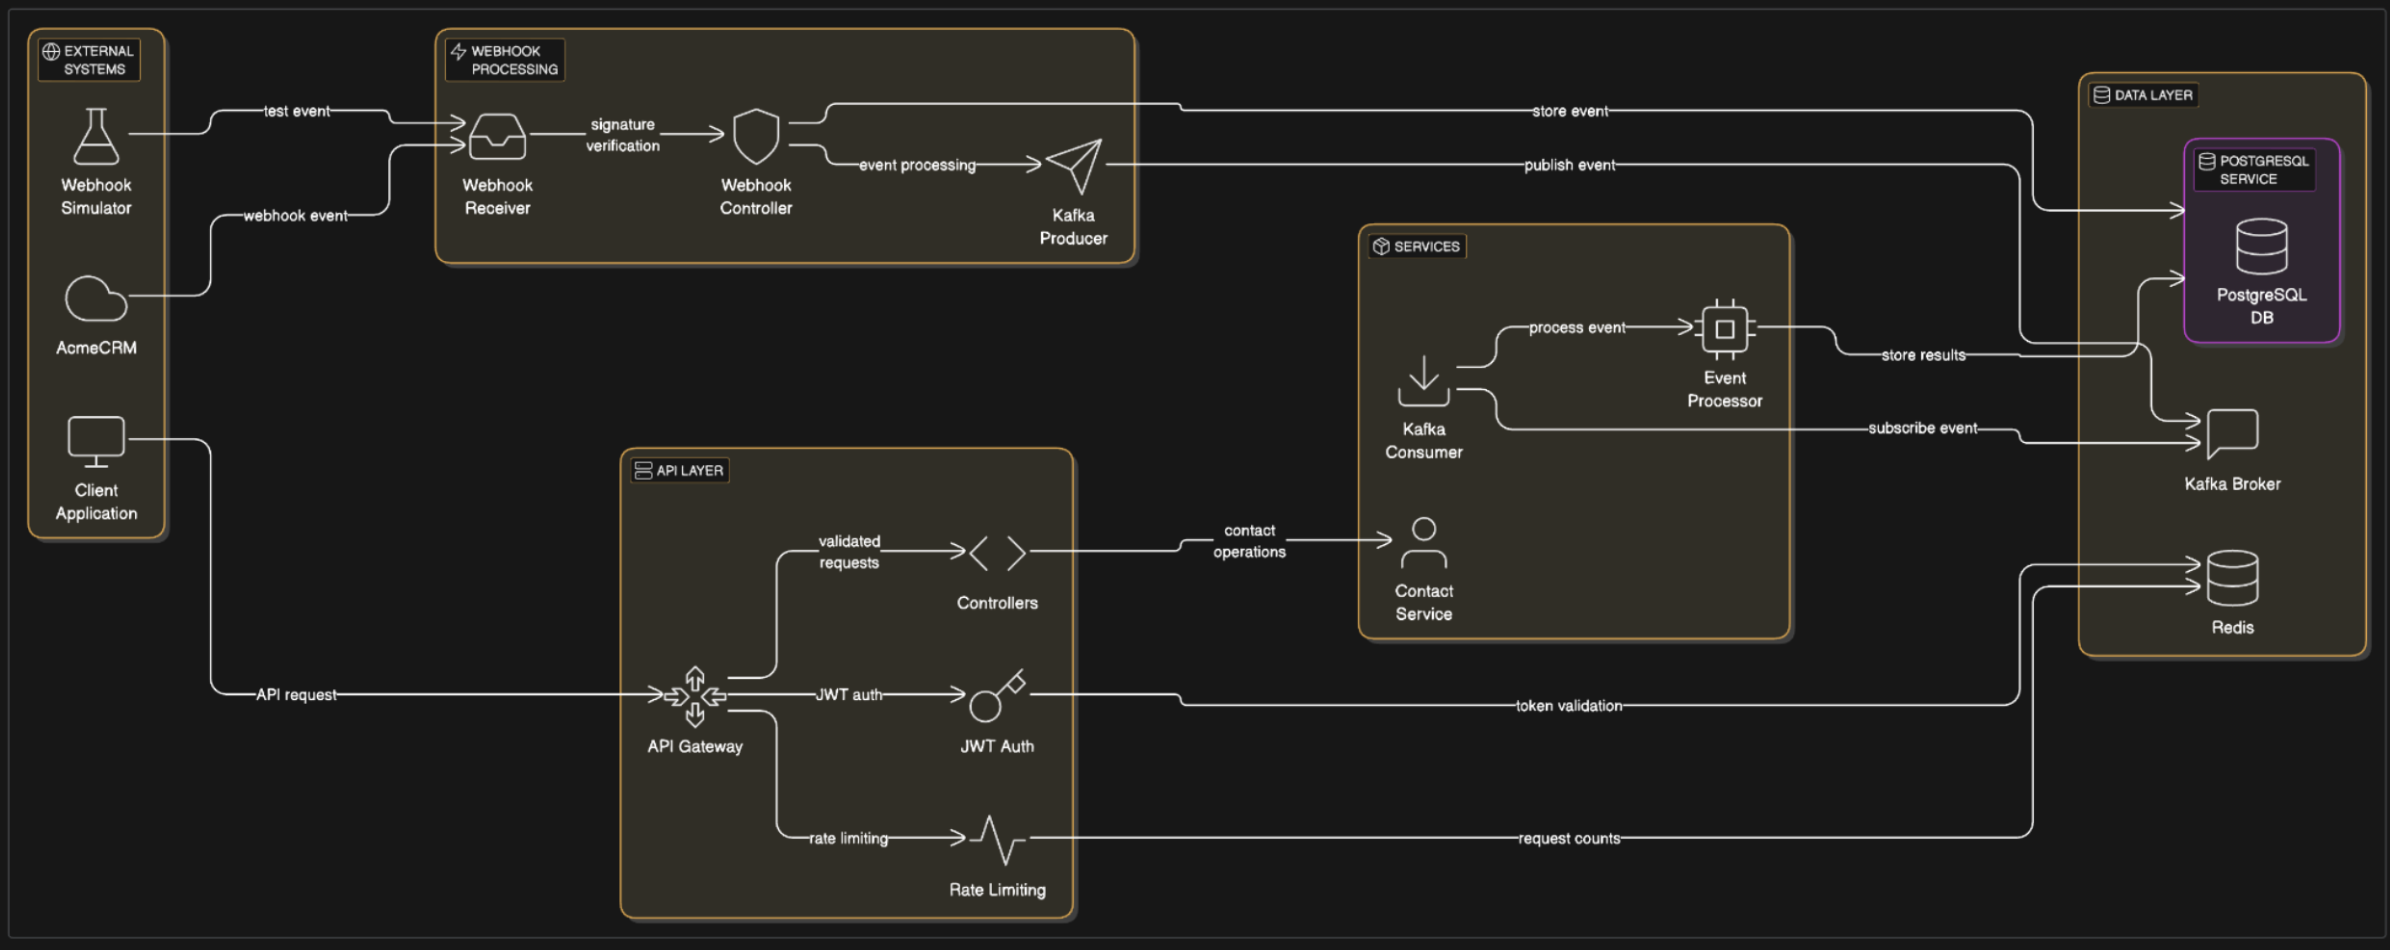 EXTERNAL
SYSTEMS
Webhook
Simulator
AcmeCRM
Client
Application
test event
webhook event
API request
WEBHOOK
PROCESSING
Webhook
Receiver
signature
verification
Webhook
Controller
event processing
Kafka
Producer
store event
publish event
API LAYER
API Gateway
validated
requests
Controllers
JWT auth
JWT Auth
rate limiting
Rate Limiting
contact
operations
token validation
request counts
SERVICES
Kafka
Consumer
process event
Event
Processor
Contact
Service
store results
subscribe event
DATA LAYER
POSTGRESQL
SERVICE
PostgreSQL
DB
Kafka Broker
Redis